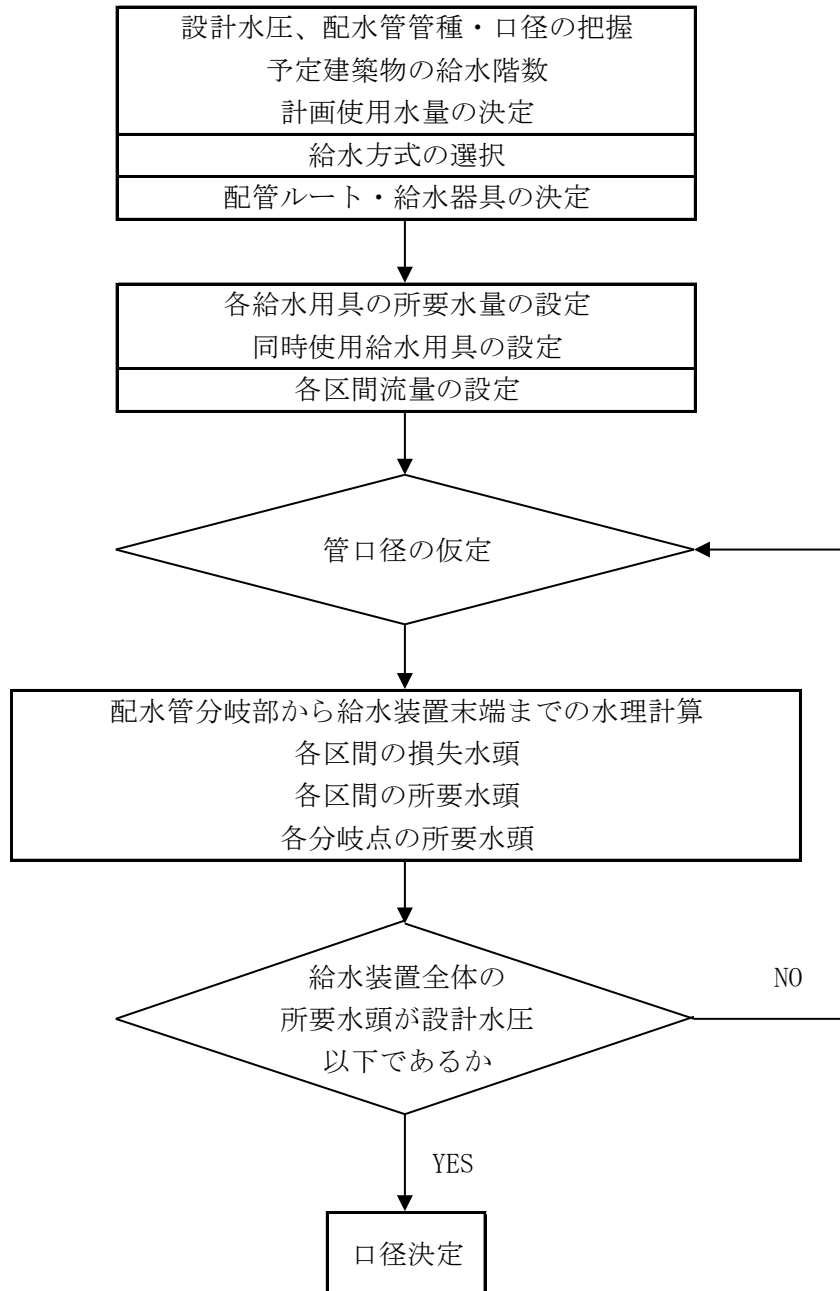 設計水圧、配水管管種・口径の把握
予定建築物の給水階数
計画使用水量の決定
給水方式の選択
配管ルート・給水器具の決定
各給水用具の所要水量の設定
同時使用給水用具の設定
各区間流量の設定
管口径の仮定
配水管分岐部から給水装置末端までの水理計算
各区間の損失水頭
各区間の所要水頭
各分岐点の所要水頭
給水装置全体の
所要水頭が設計水圧
以下であるか
NO
YES
口径決定